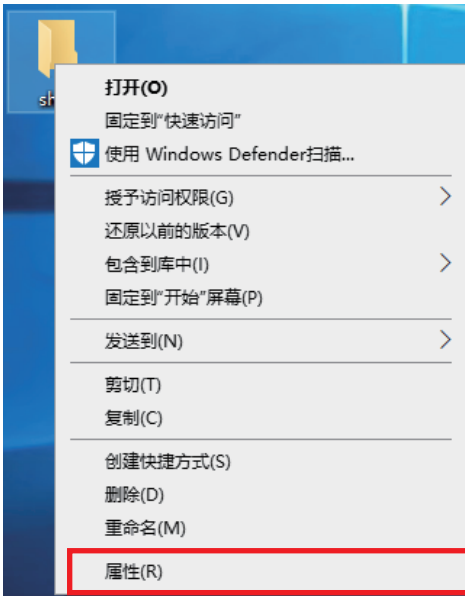 sh
打开(O)
固定到"快速访问"
使用 Windows Defender扫描...
授予访问权限(G)
还原以前的版本(V)
包含到库中(I)
固定到"开始"屏幕(P)
发送到(N)
剪切(T)
复制(C)
创建快捷方式(S)
删除(D)
重命名(M)
属性(R)